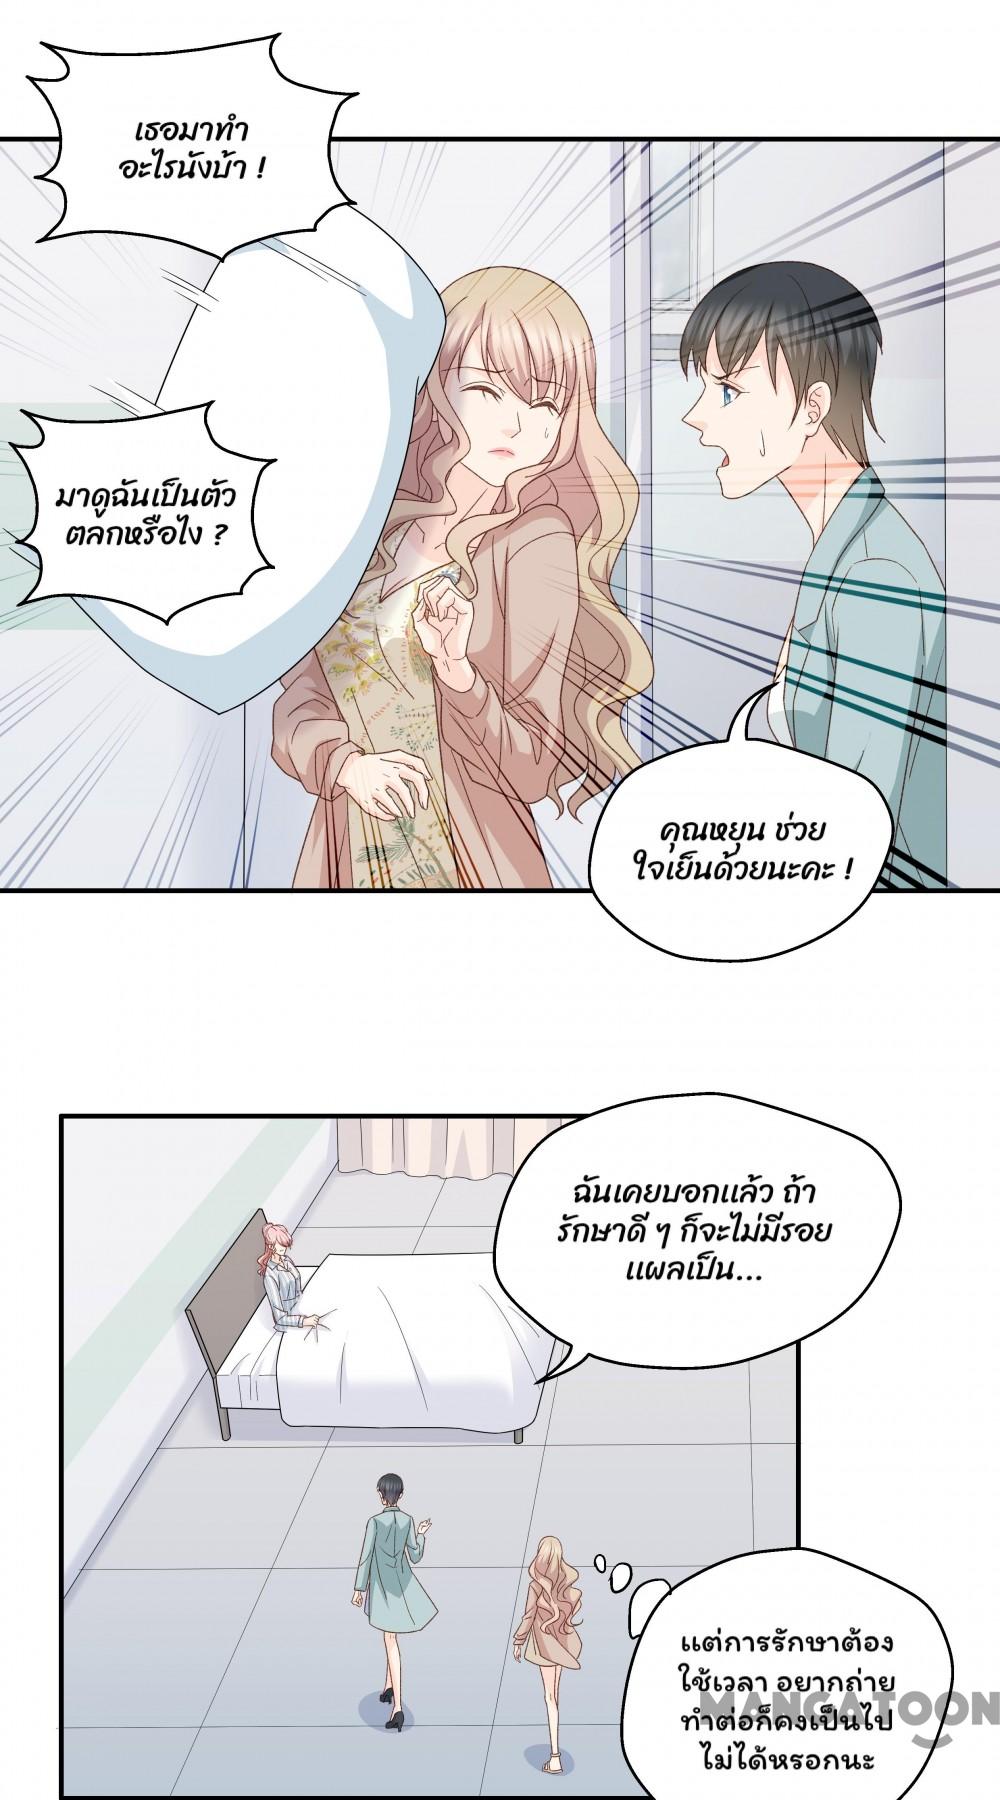 เธอมาทำ
อะไรนังบ้า !
มาดูฉันเป็นตัว
ตลกหรือไง ?
คุณหยุน ช่วย
ใจเย็นด้วยนะคะ !
ฉันเคยบอกแล้ว ถ้า
รักษาดี ๆ ก็จะไม่มีรอย
แผลเป็น...
แต่การรักษาต้อง
ใช้เวลา อยากถ่าย
ทำต่อก็คงเป็นไป
ไม่ได้หรอกนะ
MANGATOON